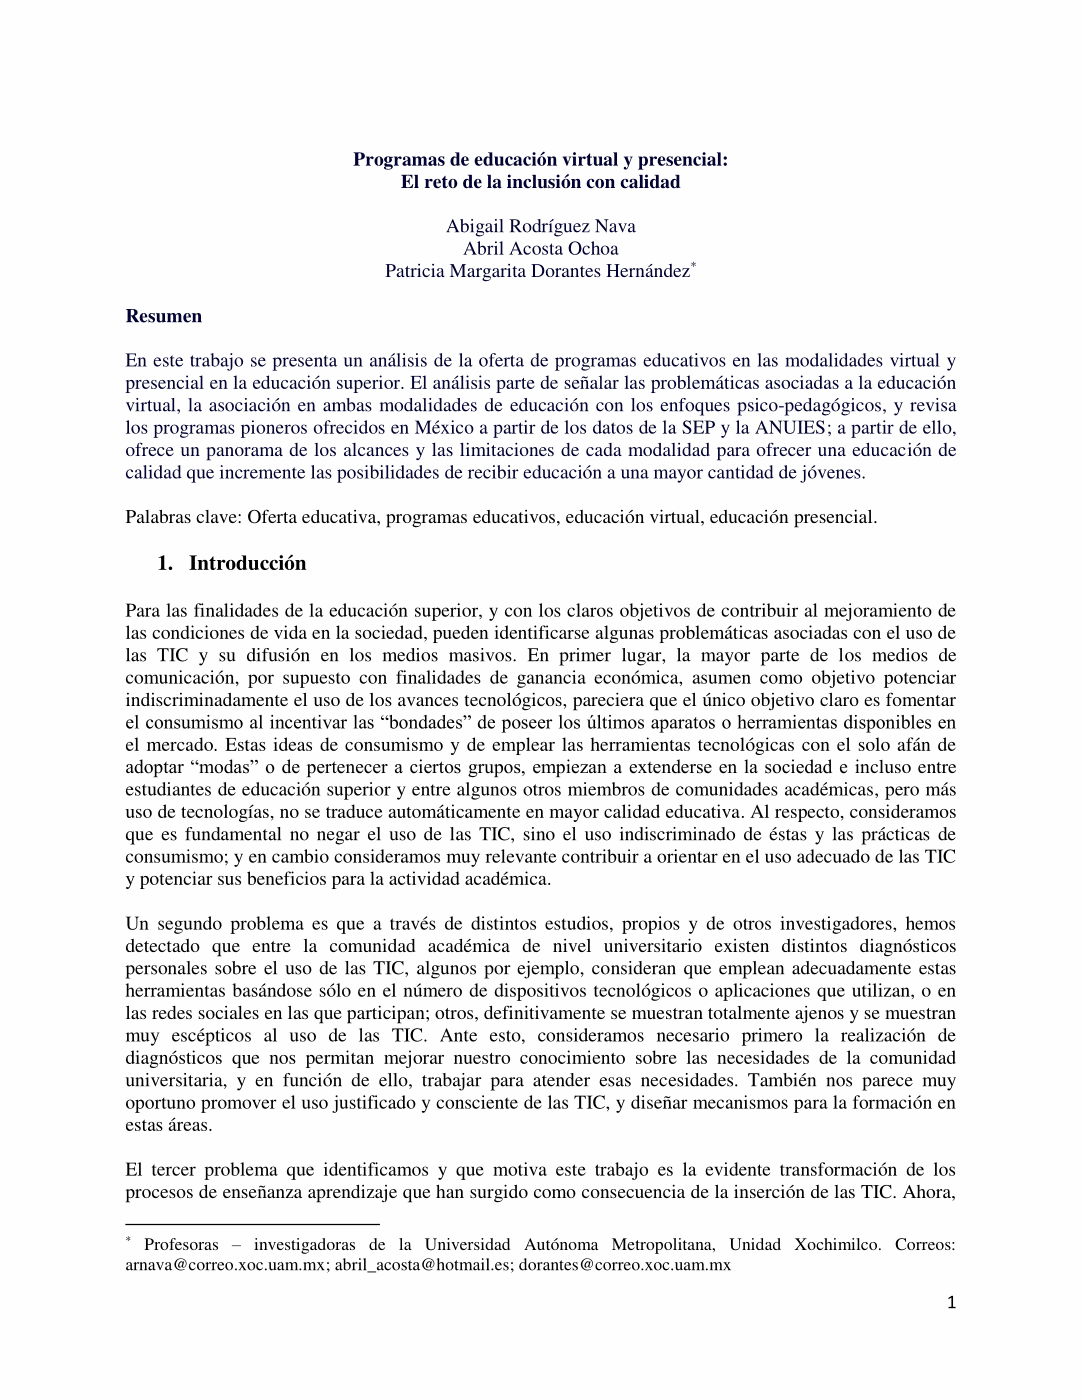 Programas de educación virtual y presencial:
El reto de la inclusión con calidad
Abigail Rodríguez Nava
Abril Acosta Ochoa
Patricia Margarita Dorantes Hernández*
Resumen
En este trabajo se presenta un análisis de la oferta de programas educativos en las modalidades virtual y
presencial en la educación superior. El análisis parte de señalar las problemáticas asociadas a la educación
virtual, la asociación en ambas modalidades de educación con los enfoques psico-pedagógicos, y revisa
los programas pioneros ofrecidos en México a partir de los datos de la SEP y la ANUIES; a partir de ello,
ofrece un panorama de los alcances y las limitaciones de cada modalidad para ofrecer una educación de
calidad que incremente las posibilidades de recibir educación a una mayor cantidad de jóvenes.
Palabras clave: Oferta educativa, programas educativos, educación virtual, educación presencial.
1. Introducción
Para las finalidades de la educación superior, y con los claros objetivos de contribuir al mejoramiento de
las condiciones de vida en la sociedad, pueden identificarse algunas problemáticas asociadas con el uso de
las TIC y su difusión en los medios masivos. En primer lugar, la mayor parte de los medios de
comunicación, por supuesto con finalidades de ganancia económica, asumen como objetivo potenciar
indiscriminadamente el uso de los avances tecnológicos, pareciera que el único objetivo claro es fomentar
el consumismo al incentivar las “bondades” de poseer los últimos aparatos o herramientas disponibles en
el mercado. Estas ideas de consumismo y de emplear las herramientas tecnológicas con el solo afán de
adoptar “modas” o de pertenecer a ciertos grupos, empiezan a extenderse en la sociedad e incluso entre
estudiantes de educación superior y entre algunos otros miembros de comunidades académicas, pero más
uso de tecnologías, no se traduce automáticamente en mayor calidad educativa. Al respecto, consideramos
que es fundamental no negar el uso de las TIC, sino el uso indiscriminado de éstas y las prácticas de
consumismo; y en cambio consideramos muy relevante contribuir a orientar en el uso adecuado de las TIC
y potenciar sus beneficios para la actividad académica.
Un segundo problema es que a través de distintos estudios, propios y de otros investigadores, hemos
detectado que entre la comunidad académica de nivel universitario existen distintos diagnósticos
personales sobre el uso de las TIC, algunos por ejemplo, consideran que emplean adecuadamente estas
herramientas basándose sólo en el número de dispositivos tecnológicos o aplicaciones que utilizan, o en
las redes sociales en las que participan; otros, definitivamente se muestran totalmente ajenos y se muestran
muy escépticos al uso de las TIC. Ante esto, consideramos necesario primero la realización de
diagnósticos que nos permitan mejorar nuestro conocimiento sobre las necesidades de la comunidad
universitaria, y en función de ello, trabajar para atender esas necesidades. También nos parece muy
oportuno promover el uso justificado y consciente de las TIC, y diseñar mecanismos para la formación en
estas áreas.
El tercer problema que identificamos y que motiva este trabajo es la evidente transformación de los
procesos de enseñanza aprendizaje que han surgido como consecuencia de la inserción de las TIC. Ahora,
* Profesoras – investigadoras de la Universidad Autónoma Metropolitana, Unidad Xochimilco. Correos:
arnava@correo.xoc.uam.mx; abril_acosta@hotmail.es; dorantes@correo.xoc.uam.mx
1